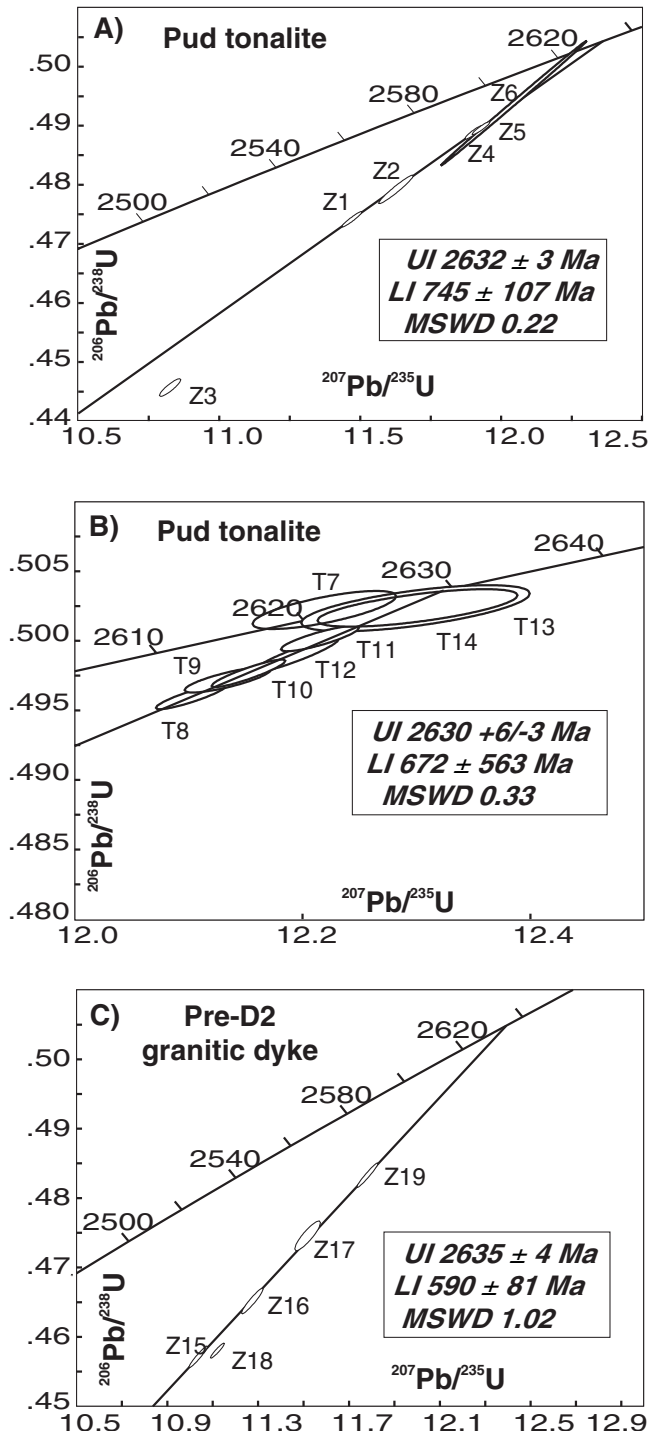 A) Pud tonalite
.50
.49
.48
.47
.46
.45
.44
2500
2540
2580
2620
Z6
Z5
Z4
Z2
Z1
Z3
UI 2632 ± 3 Ma
LI 745 ± 107 Ma
MSWD 0.22
206Pb/238U
207Pb/235U
10.5 11.0 11.5 12.0 12.5
B) Pud tonalite
.505
.500
.495
.490
.485
.480
2610
2620
2630
2640
T7
T13
T14
T11
T12
T9
T10
T8
UI 2630 +6/-3 Ma
LI 672 ± 563 Ma
MSWD 0.33
206Pb/238U
207Pb/235U
12.0 12.2 12.4
C) Pre-D2
granitic dyke
.50
.49
.48
.47
.46
.45
2500
2540
2580
2620
Z19
Z17
Z16
Z15
Z18
UI 2635 ± 4 Ma
LI 590 ± 81 Ma
MSWD 1.02
206Pb/238U
207Pb/235U
10.5 10.9 11.3 11.7 12.1 12.5 12.9